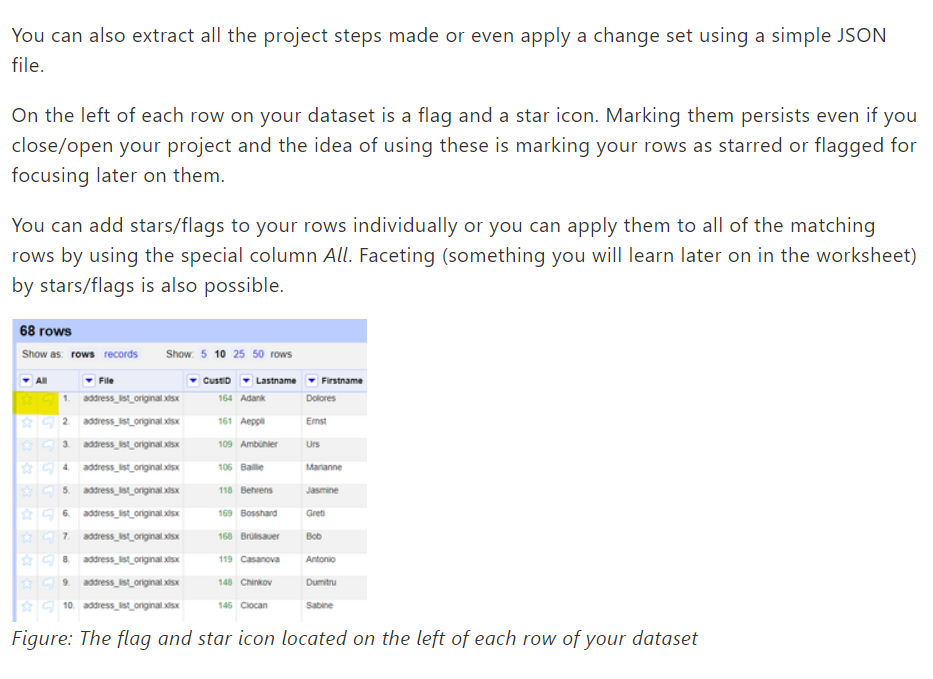 You can also extract all the project steps made or even apply a change set using a simple JSON
file.
On the left of each row on your dataset is a flag and a star icon. Marking them persists even if you
close/open your project and the idea of using these is marking your rows as starred or flagged for
focusing later on them.
You can add stars/flags to your rows individually or you can apply them to all of the matching
rows by using the special column All. Faceting (something you will learn later on in the worksheet)
by stars/flags is also possible.
68 rows
Show as: rows records Show: 5 10 25 50 rows
All File CustID Lastname Firstname
1. address_list_original.xlsx 164 Adank Dolores
2. address_list_original.xlsx 161 Aeppli Ernst
3. address_list_original.xlsx 109 Ambühler Urs
4. address_list_original.xlsx 106 Baillie Marianne
5. address_list_original.xlsx 118 Behrens Jasmine
6. address_list_original.xlsx 169 Bosshard Greti
7. address_list_original.xlsx 168 Brülisauer Bob
8. address_list_original.xlsx 119 Casanova Antonio
9. address_list_original.xlsx 148 Chinkov Dumitru
10. address_list_original.xlsx 146 Ciocan Sabine
Figure: The flag and star icon located on the left of each row of your dataset